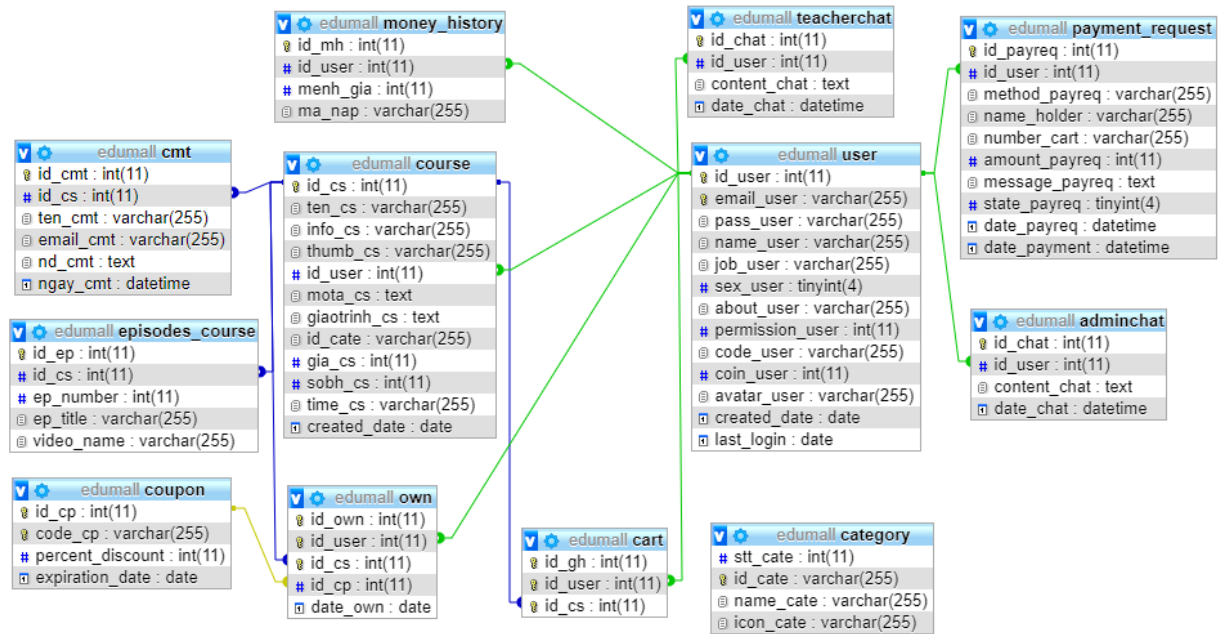 edumall money_history
id_mh : int(11)
id_user : int(11)
menh_gia : int(11)
ma_nap : varchar(255)
edumall teacherchat
id_chat : int(11)
id_user : int(11)
content_chat : text
date_chat : datetime
edumall payment_request
id_payreq : int(11)
id_user : int(11)
method_payreq : varchar(255)
name_holder : varchar(255)
number_cart : varchar(255)
amount_payreq : int(11)
message_payreq : text
state_payreq : tinyint(4)
date_payreq : datetime
date_payment : datetime
edumall cmt
id_cmt : int(11)
id_cs : int(11)
ten_cmt : varchar(255)
email_cmt : varchar(255)
nd_cmt : text
ngay_cmt : datetime
edumall course
id_cs : int(11)
ten_cs : varchar(255)
info_cs : varchar(255)
thumb_cs : varchar(255)
id_user : int(11)
mota_cs : text
giaotrinh_cs : text
id_cate : varchar(255)
gia_cs : int(11)
sobh_cs : int(11)
time_cs : varchar(255)
created_date : date
edumall user
id_user : int(11)
email_user : varchar(255)
pass_user : varchar(255)
name_user : varchar(255)
job_user : varchar(255)
sex_user : tinyint(4)
about_user : varchar(255)
permission_user : int(11)
code_user : varchar(255)
coin_user : int(11)
avatar_user : varchar(255)
created_date : date
last_login : date
edumall adminchat
id_chat : int(11)
id_user : int(11)
content_chat : text
date_chat : datetime
edumall episodes_course
id_ep : int(11)
id_cs : int(11)
ep_number : int(11)
ep_title : varchar(255)
video_name : varchar(255)
edumall coupon
id_cp : int(11)
code_cp : varchar(255)
percent_discount : int(11)
expiration_date : date
edumall own
id_own : int(11)
id_user : int(11)
id_cs : int(11)
id_cp : int(11)
date_own : date
edumall cart
id_gh : int(11)
id_user : int(11)
id_cs : int(11)
edumall category
stt_cate : int(11)
id_cate : varchar(255)
name_cate : varchar(255)
icon_cate : varchar(255)